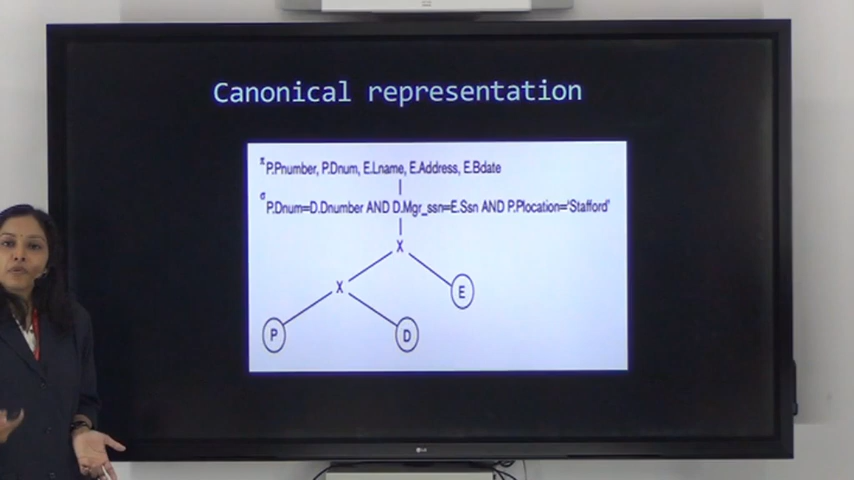 Canonical representation
π P.Pnumber, P.Dnum, E.Lname, E.Address, E.Bdate
σ P.Dnum=D.Dnumber AND D.Mgr_ssn=E.Ssn AND P.Plocation='Stafford'
X
X
E
P
D
LG